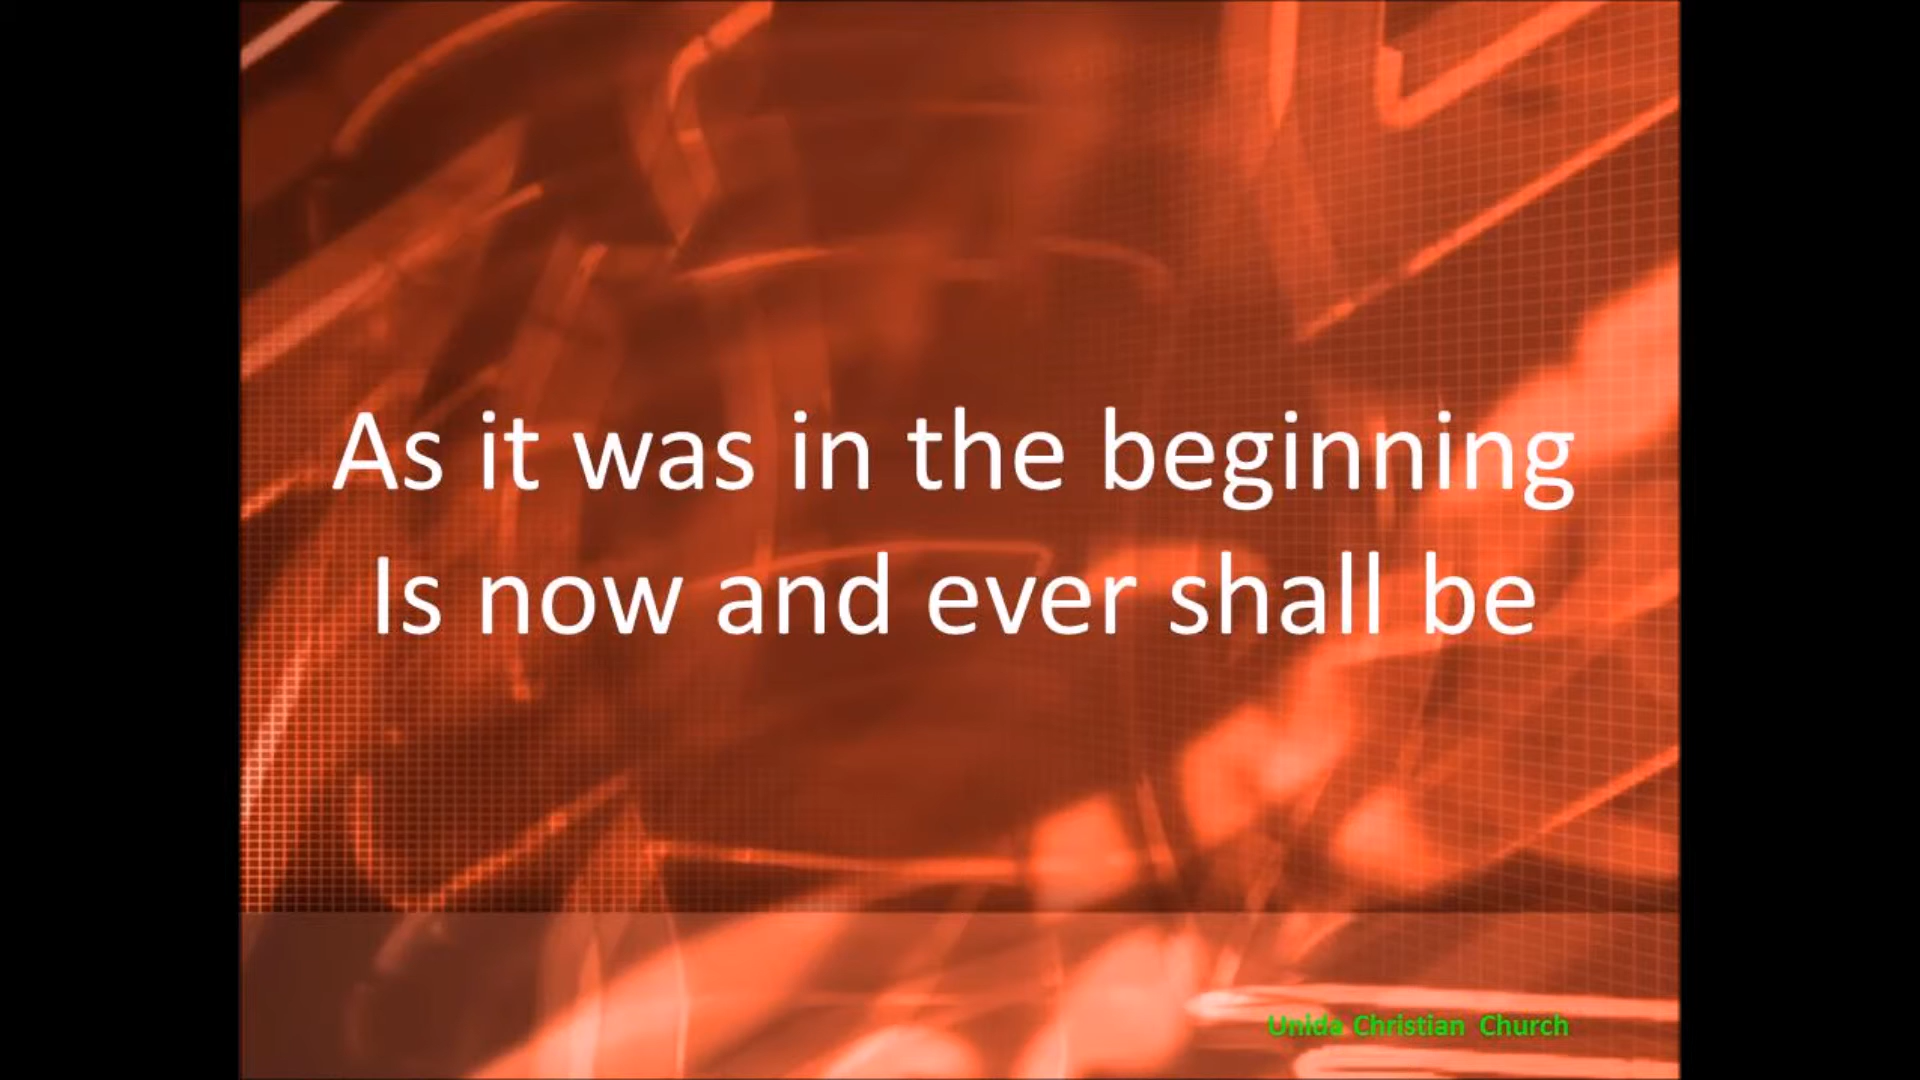 As it was in the beginning
Is now and ever shall be
Unida Christian Church